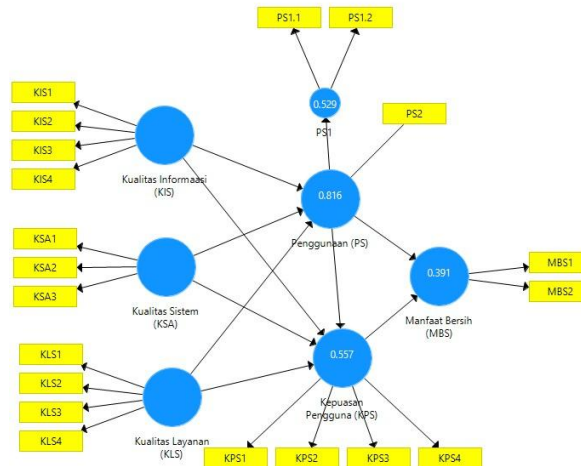 PS1.1
PS1.2
KIS1
KIS2
KIS3
KIS4
0.529
PS1
PS2
Kualitas Informaasi
(KIS)
0.816
Penggunaan (PS)
KSA1
KSA2
KSA3
Kualitas Sistem
(KSA)
0.391
Manfaat Bersih
(MBS)
MBS1
MBS2
KLS1
KLS2
KLS3
KLS4
Kualitas Layanan
(KLS)
0.557
Kepuasan
Pengguna (KPS)
KPS1
KPS2
KPS3
KPS4